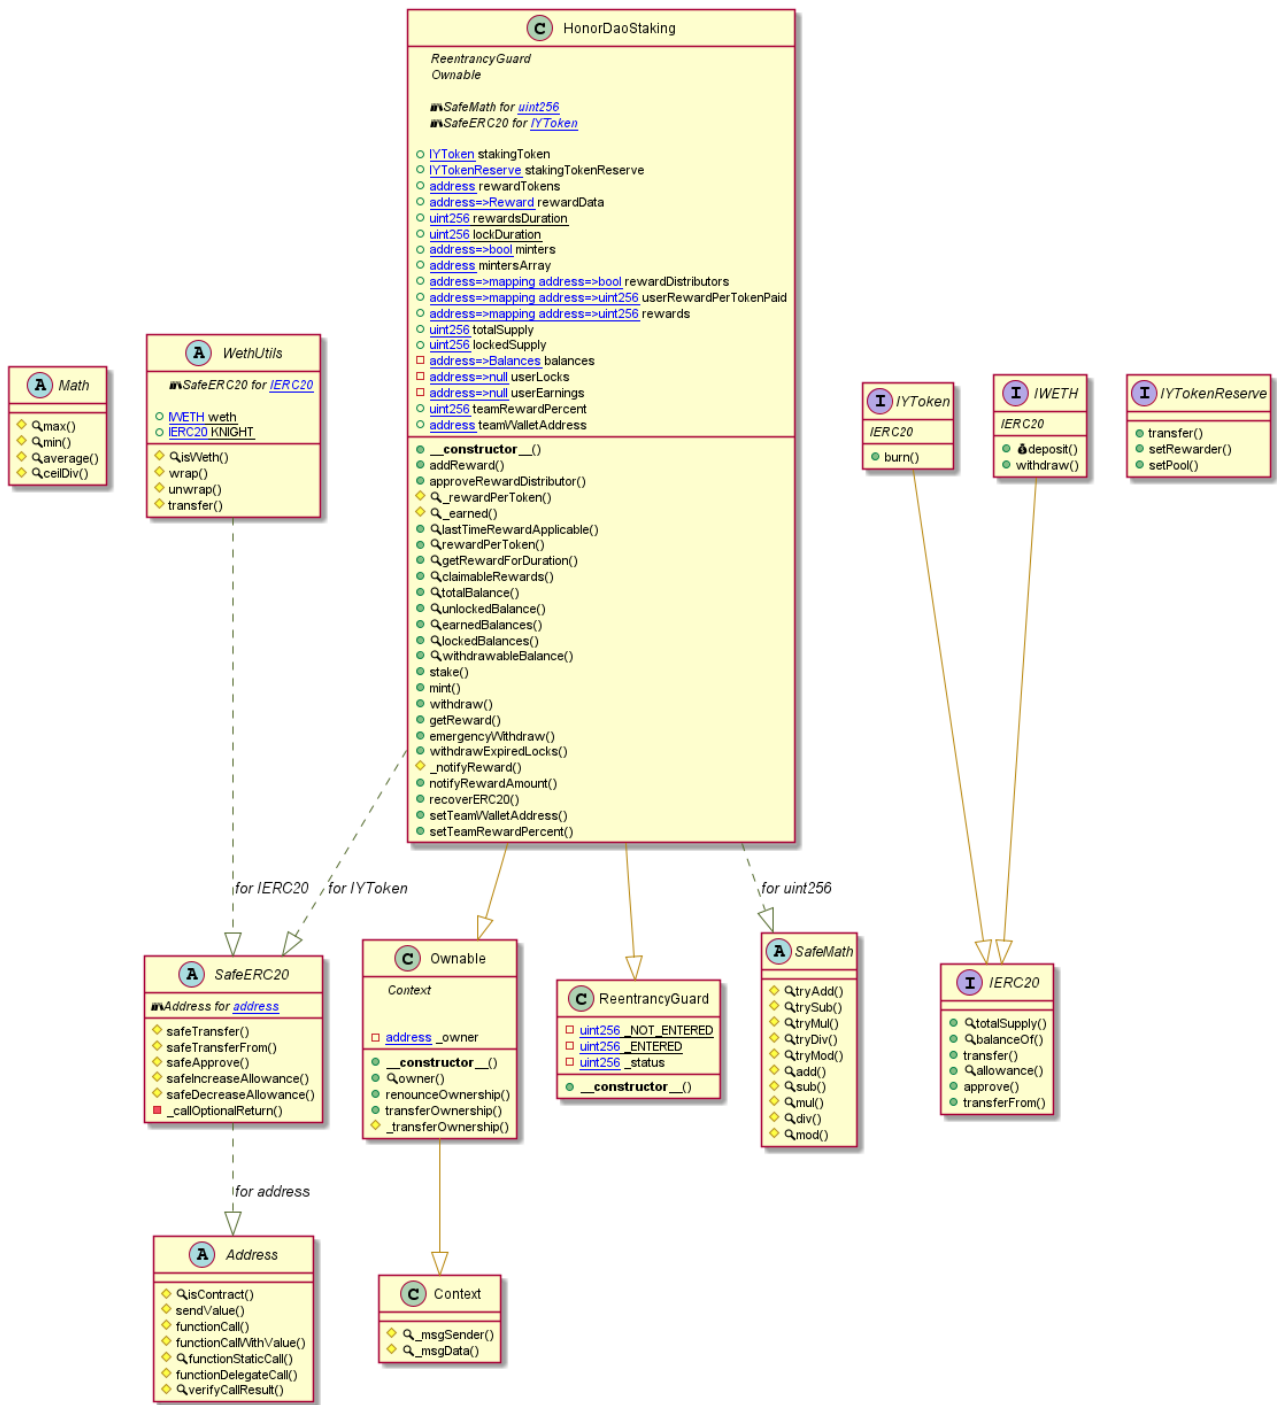 C HonorDaoStaking
ReentrancyGuard
Ownable
SafeMath for uint256
SafeERC20 for IYToken
IYToken stakingToken
IYTokenReserve stakingTokenReserve
address rewardTokens
address=>Reward rewardData
uint256 rewardsDuration
uint256 lockDuration
address=>bool minters
address mintersArray
address=>mapping address=>bool rewardDistributors
address=>mapping address=>uint256 userRewardPerTokenPaid
address=>mapping address=>uint256 rewards
uint256 totalSupply
uint256 lockedSupply
address=>Balances balances
address=>null userLocks
address=>null userEarnings
uint256 teamRewardPercent
address teamWalletAddress
__constructor__()
addReward()
approveRewardDistributor()
_rewardPerToken()
_earned()
lastTimeRewardApplicable()
rewardPerToken()
getRewardForDuration()
claimableRewards()
totalBalance()
unlockedBalance()
earnedBalances()
lockedBalances()
withdrawableBalance()
stake()
mint()
withdraw()
getReward()
emergencyWithdraw()
withdrawExpiredLocks()
_notifyReward()
notifyRewardAmount()
recoverERC20()
setTeamWalletAddress()
setTeamRewardPercent()
A Math
max()
min()
average()
ceilDiv()
A WethUtils
SafeERC20 for IERC20
IWETH weth
IERC20 KNIGHT
isWeth()
wrap()
unwrap()
transfer()
I IYToken
IERC20
burn()
I IWETH
IERC20
deposit()
withdraw()
I IYTokenReserve
transfer()
setRewarder()
setPool()
for IERC20
for IYToken
for uint256
A SafeERC20
Address for address
safeTransfer()
safeTransferFrom()
safeApprove()
safeIncreaseAllowance()
safeDecreaseAllowance()
_callOptionalReturn()
C Ownable
Context
address _owner
__constructor__()
owner()
renounceOwnership()
transferOwnership()
_transferOwnership()
C ReentrancyGuard
uint256 _NOT_ENTERED
uint256 _ENTERED
uint256 _status
__constructor__()
A SafeMath
tryAdd()
trySub()
tryMul()
tryDiv()
tryMod()
add()
sub()
mul()
div()
mod()
I IERC20
totalSupply()
balanceOf()
transfer()
allowance()
approve()
transferFrom()
for address
A Address
isContract()
sendValue()
functionCall()
functionCallWithValue()
functionStaticCall()
functionDelegateCall()
verifyCallResult()
C Context
_msgSender()
_msgData()